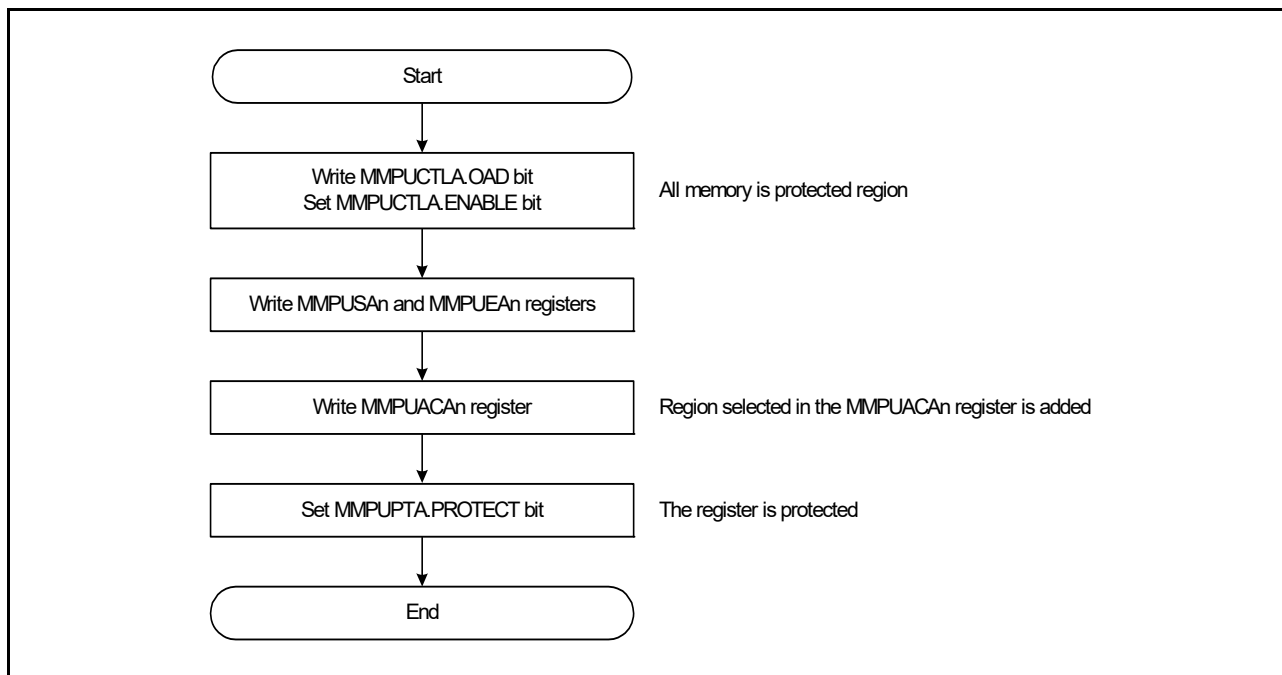 Start
Write MMPUCTLA.OAD bit
Set MMPUCTLA.ENABLE bit
All memory is protected region
Write MMPUSAn and MMPUEAn registers
Write MMPUACAn register
Region selected in the MMPUACAn register is added
Set MMPUPTA.PROTECT bit
The register is protected
End